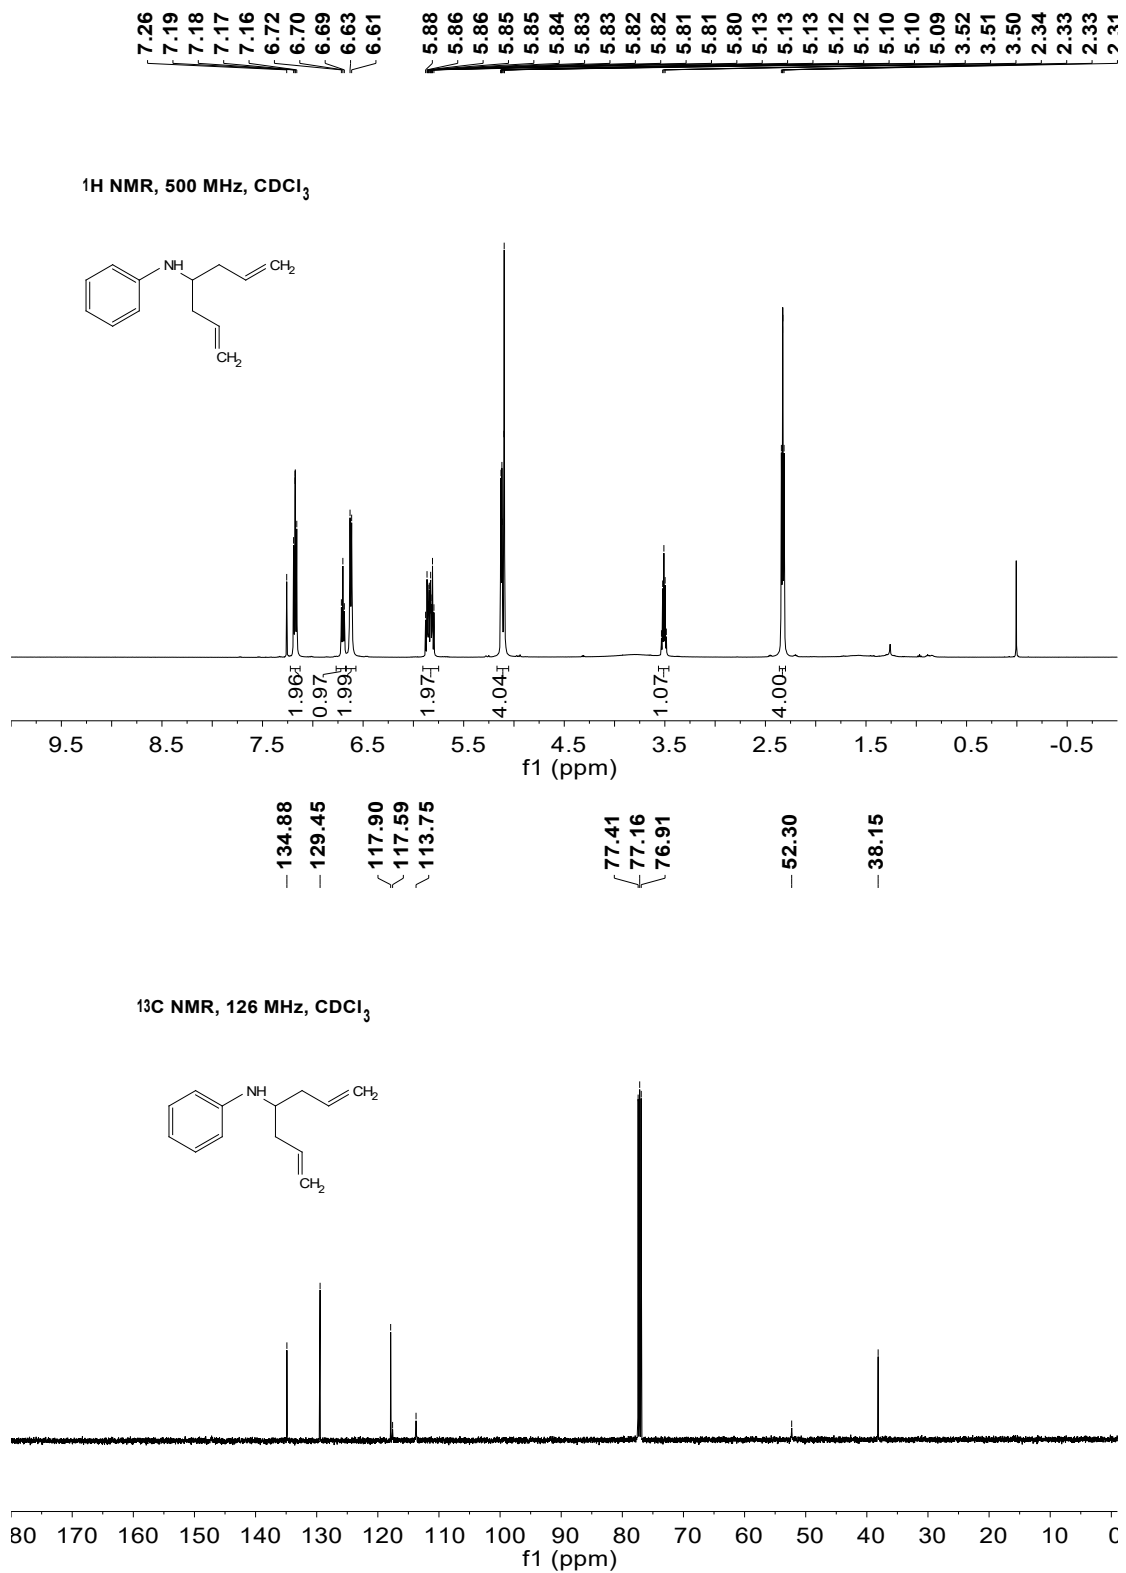 7.26 7.19 7.18 7.17 7.16 6.72 6.70 6.69 6.63 6.61 5.88 5.86 5.86 5.85 5.85 5.84 5.83 5.83 5.82 5.82 5.81 5.81 5.80 5.13 5.13 5.12 5.12 5.10 5.10 5.09 3.52 3.51 3.50 2.34 2.33 2.33 2.31
1H NMR, 500 MHz, CDCl3
NH
CH2
CH2
1.96 0.97 1.99 1.97 4.04 1.07 4.00
9.5 8.5 7.5 6.5 5.5 4.5 3.5 2.5 1.5 0.5 -0.5
f1 (ppm)
134.88 129.45 117.90 117.59 113.75 77.41 77.16 76.91 52.30 38.15
13C NMR, 126 MHz, CDCl3
NH
CH2
CH2
80 170 160 150 140 130 120 110 100 90 80 70 60 50 40 30 20 10 0
f1 (ppm)